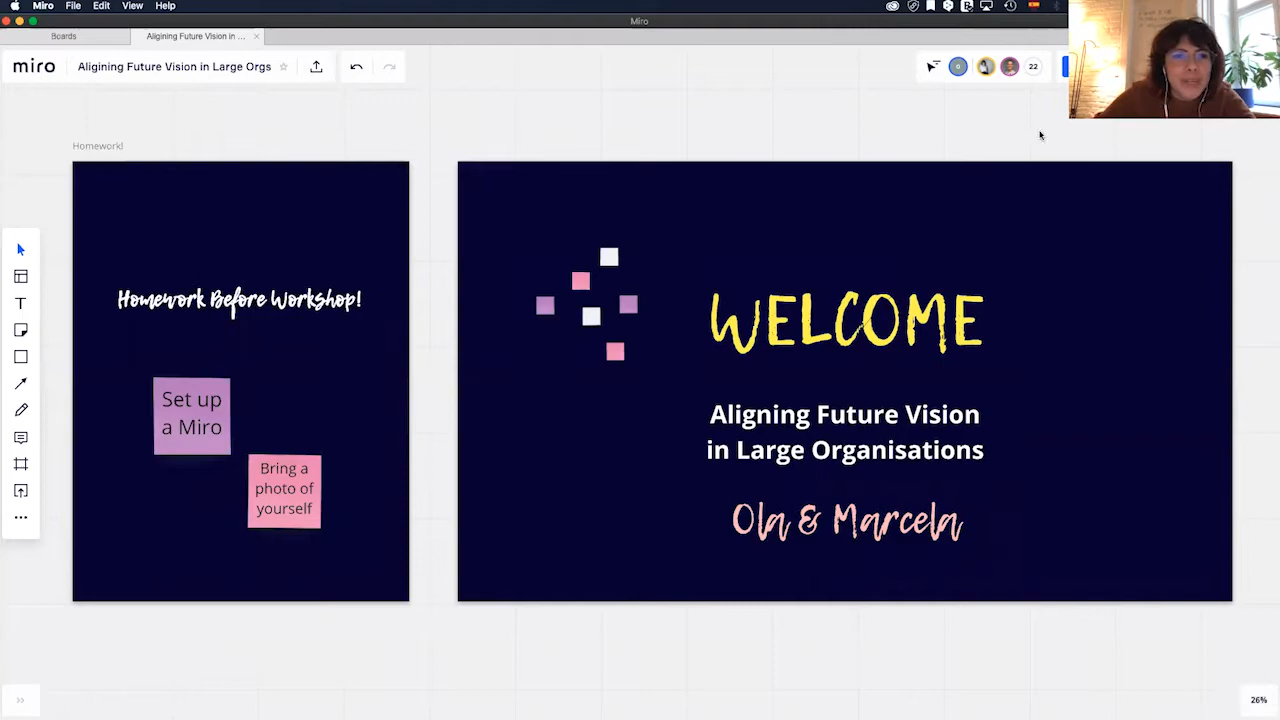 Miro File Edit View Help
Miro
Boards
Aligining Future Vision in ...
miro
Aligining Future Vision in Large Orgs
22
Homework!
Homework Before Workshop!
Set up
a Miro
Bring a
photo of
yourself
WELCOME
Aligning Future Vision
in Large Organisations
Ola & Marcela
26%